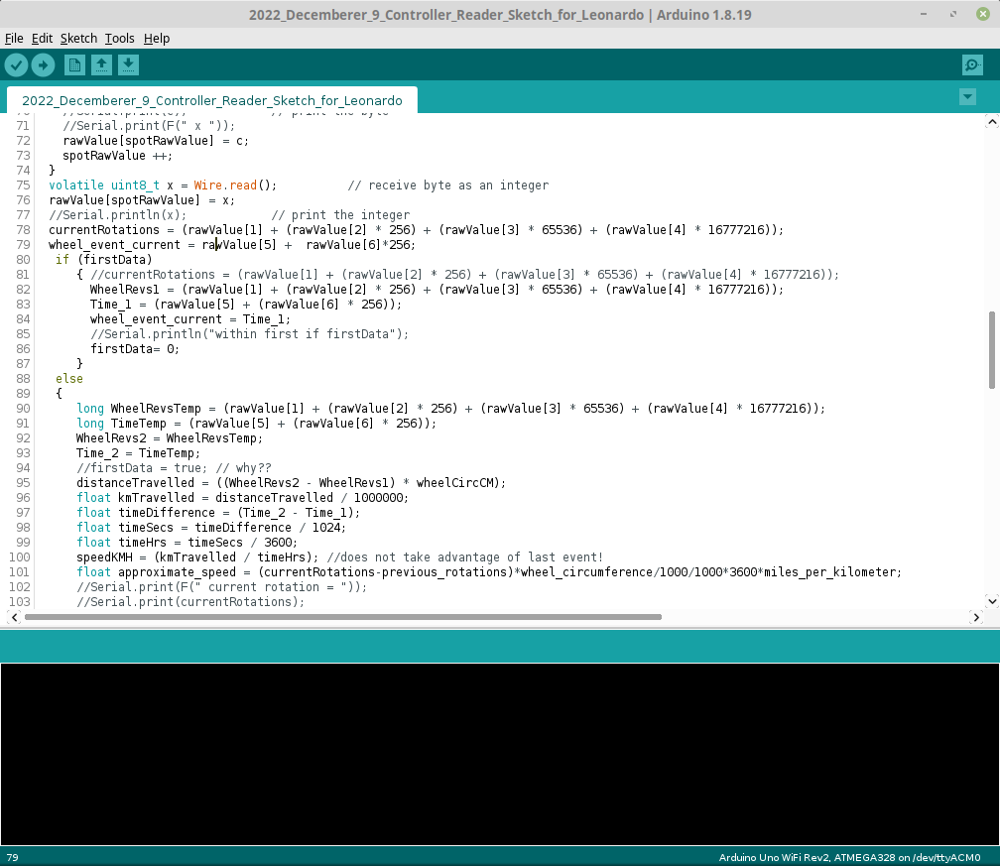 2022_Decemberer_9_Controller_Reader_Sketch_for_Leonardo | Arduino 1.8.19
File Edit Sketch Tools Help
2022_Decemberer_9_Controller_Reader_Sketch_for_Leonardo
71 //Serial.print(F(" x "));
72 rawValue[spotRawValue] = c;
73 spotRawValue ++;
74 }
75 volatile uint8_t x = Wire.read();          // receive byte as an integer
76 rawValue[spotRawValue] = x;
77 //Serial.println(x);            // print the integer
78 currentRotations = (rawValue[1] + (rawValue[2] * 256) + (rawValue[3] * 65536) + (rawValue[4] * 16777216));
79 wheel_event_current = rawValue[5] +  rawValue[6]*256;
80 if (firstData)
81 { //currentRotations = (rawValue[1] + (rawValue[2] * 256) + (rawValue[3] * 65536) + (rawValue[4] * 16777216));
82 WheelRevs1 = (rawValue[1] + (rawValue[2] * 256) + (rawValue[3] * 65536) + (rawValue[4] * 16777216));
83 Time_1 = (rawValue[5] + (rawValue[6] * 256));
84 wheel_event_current = Time_1;
85 //Serial.println("within first if firstData");
86 firstData= 0;
87 }
88 else
89 {
90 long WheelRevsTemp = (rawValue[1] + (rawValue[2] * 256) + (rawValue[3] * 65536) + (rawValue[4] * 16777216));
91 long TimeTemp = (rawValue[5] + (rawValue[6] * 256));
92 WheelRevs2 = WheelRevsTemp;
93 Time_2 = TimeTemp;
94 //firstData = true; // why??
95 distanceTravelled = ((WheelRevs2 - WheelRevs1) * wheelCircCM);
96 float kmTravelled = distanceTravelled / 1000000;
97 float timeDifference = (Time_2 - Time_1);
98 float timeSecs = timeDifference / 1024;
99 float timeHrs = timeSecs / 3600;
100 speedKMH = (kmTravelled / timeHrs); //does not take advantage of last event!
101 float approximate_speed = (currentRotations-previous_rotations)*wheel_circumference/1000/1000*3600*miles_per_kilometer;
102 //Serial.print(F(" current rotation = "));
103 //Serial.print(currentRotations);
79 Arduino Uno WiFi Rev2, ATMEGA328 on /dev/ttyACM0